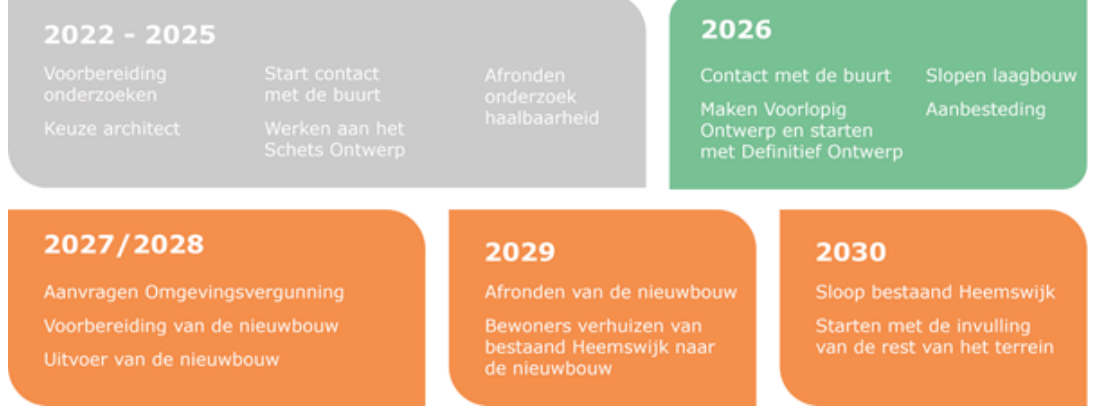 2022 - 2025
Voorbereiding
onderzoeken
Keuze architect
Start contact
met de buurt
Werken aan het
Schets Ontwerp
Afronden
onderzoek
haalbaarheid
2026
Contact met de buurt
Maken Voorlopig
Ontwerp en starten
met Definitief Ontwerp
Slopen laagbouw
Aanbesteding
2027/2028
Aanvragen Omgevingsvergunning
Voorbereiding van de nieuwbouw
Uitvoer van de nieuwbouw
2029
Afronden van de nieuwbouw
Bewoners verhuizen van
bestaand Heemswijk naar
de nieuwbouw
2030
Sloop bestaand Heemswijk
Starten met de invulling
van de rest van het terrein